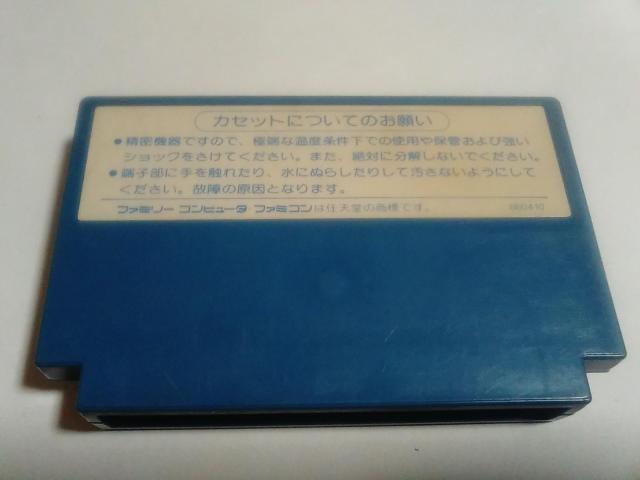 カセットについてのお願い
●精密機器ですので、極端な温度条件下での使用や保管および強い
ショックをさけてください。また、絶対に分解しないでください。
●端子部に手を触れたり、水にぬらしたりして汚さないようにして
ください。故障の原因となります。
ファミリー コンピュータ ファミコンは任天堂の商標です。 860410